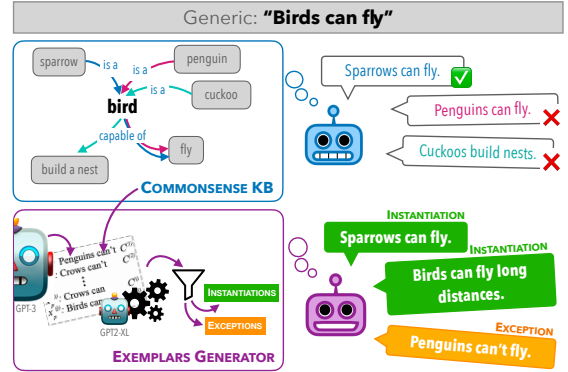 Generic: "Birds can fly"
sparrow
is a
is a
penguin
is a
cuckoo
bird
capable of
fly
build a nest
COMMONSENSE KB
Sparrows can fly.
Penguins can fly.
Cuckoos build nests.
GPT-3
Penguins can't
: Crows can't
: Crows can
: Birds can
GPT2-XL
INSTANTIATIONS
EXCEPTIONS
EXEMPLARS GENERATOR
INSTANTIATION
Sparrows can fly.
INSTANTIATION
Birds can fly long
distances.
EXCEPTION
Penguins can't fly.